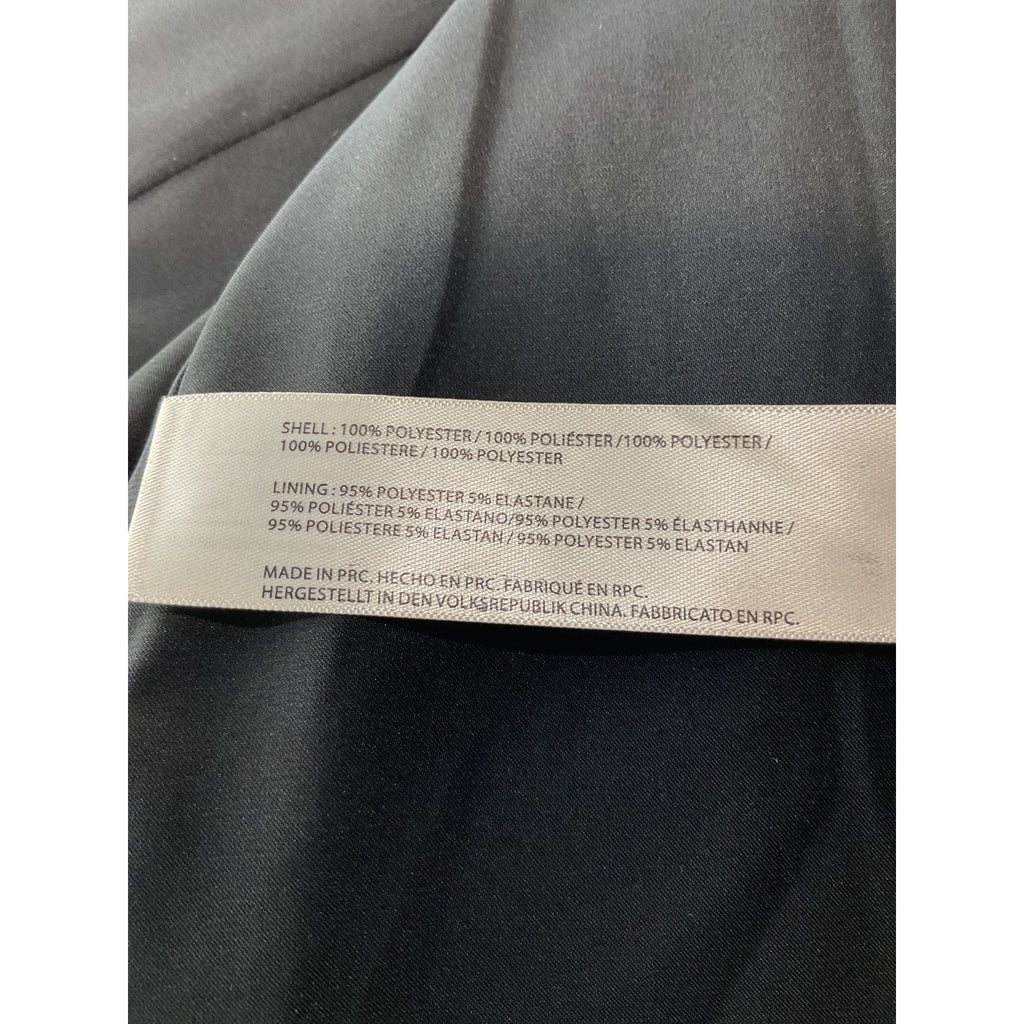 SHELL : 100% POLYESTER / 100% POLIÉSTER /100% POLYESTER /
100% POLIESTERE / 100% POLYESTER
LINING : 95% POLYESTER 5% ELASTANE /
95% POLIÉSTER 5% ELASTANO/95% POLYESTER 5% ÉLASTHANNE /
95% POLIESTERE 5% ELASTAN / 95% POLYESTER 5% ELASTAN
MADE IN PRC. HECHO EN PRC. FABRIQUÉ EN RPC.
HERGESTELLT IN DEN VOLKSREPUBLIK CHINA. FABBRICATO EN RPC.